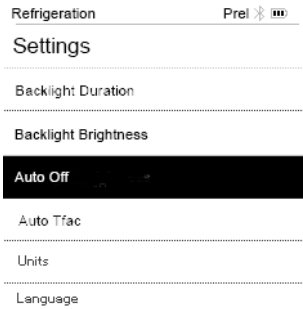 Refrigeration Prel
Settings
Backlight Duration
Backlight Brightness
Auto Off
Auto Tfac
Units
Language